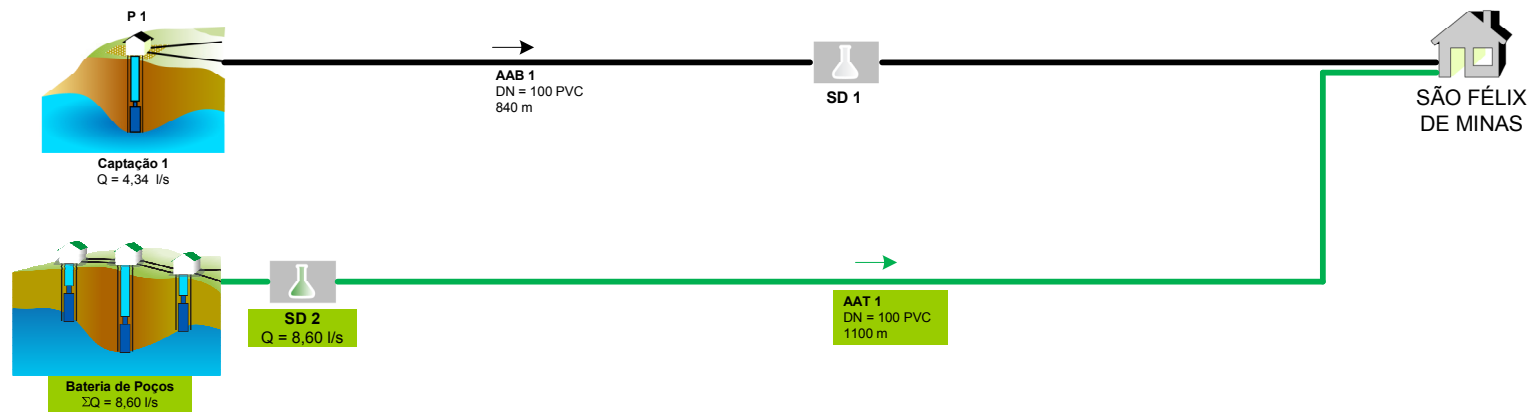 P 1
AAB 1
DN = 100 PVC
840 m
SD 1
SÃO FÉLIX
DE MINAS
Captação 1
Q = 4,34 l/s
SD 2
Q = 8,60 l/s
AAT 1
DN = 100 PVC
1100 m
Bateria de Poços
ΣQ = 8,60 l/s